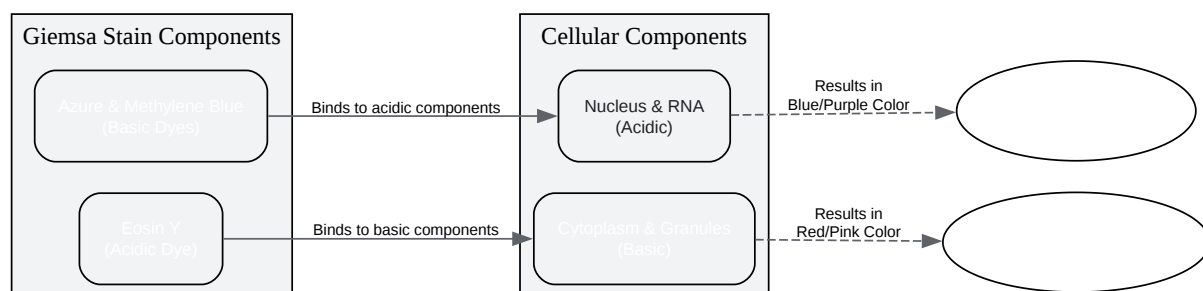 Giemsa Stain Components
Cellular Components
Azure & Methylene Blue
(Basic Dyes)
Binds to acidic components
Nucleus & RNA
(Acidic)
Results in
Blue/Purple Color
Eosin Y
(Acidic Dye)
Binds to basic components
Cytoplasm & Granules
(Basic)
Results in
Red/Pink Color